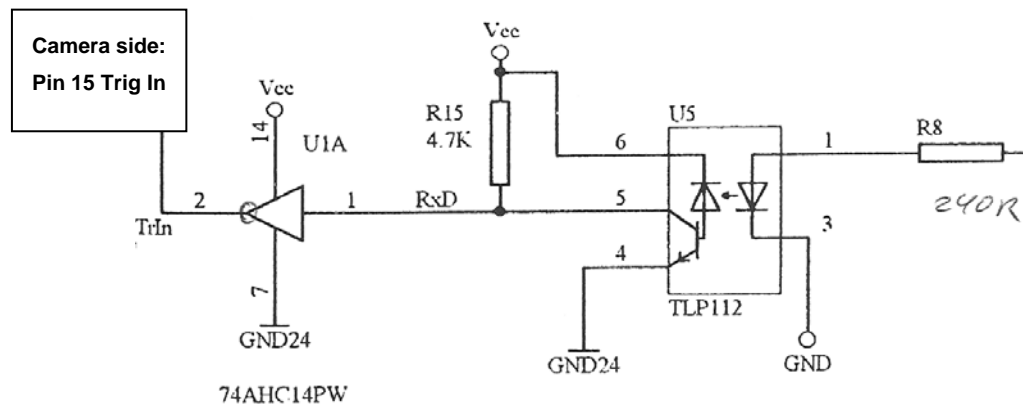 Camera side:
Pin 15 Trig In
Vcc
Vcc
14
U1A
R15
4.7K
U5
6
1
R8
240R
2
TrIn
1
RxD
5
3
4
7
TLP112
GND24
GND24
GND
74AHC14PW